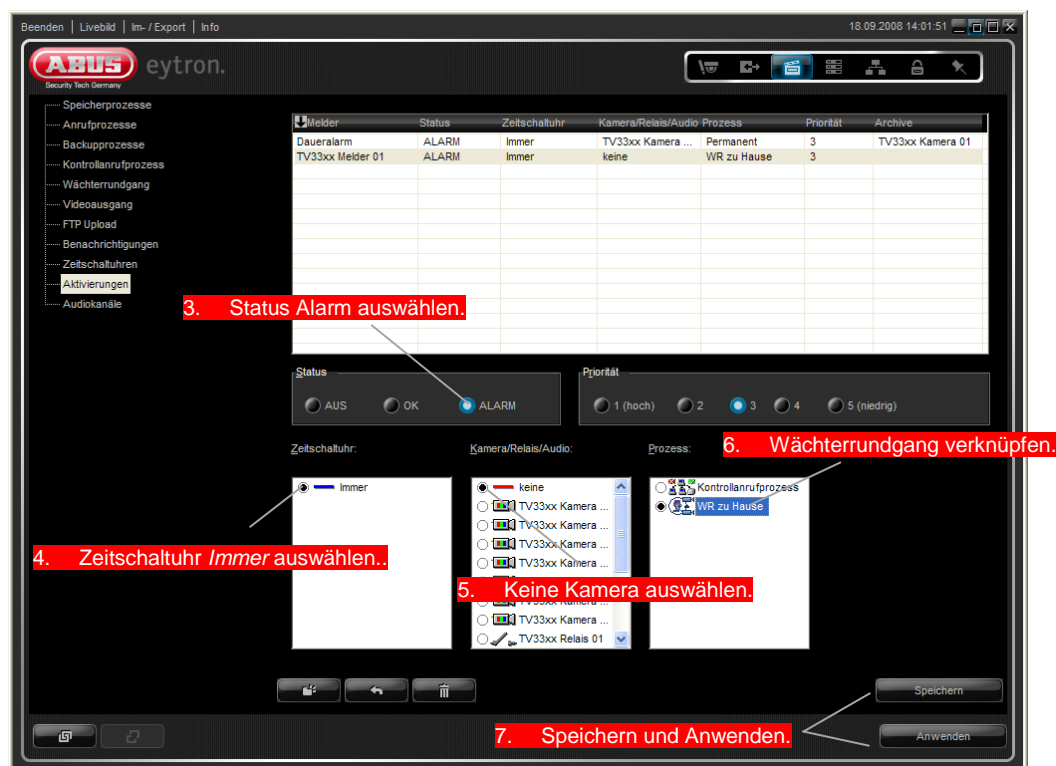 Beenden | Livebild | Im- / Export | Info
18.09.2008 14:01:51
ABUS eytron.
Security Tech Germany
Speicherprozesse
Anrufprozesse
Backupprozesse
Kontrollanrufprozess
Wächterrundgang
Videoausgang
FTP Upload
Benachrichtigungen
Zeitschaltuhren
Aktivierungen
Audiokanäle
Melder Status Zeitschaltuhr Kamera/Relais/Audio Prozess Priorität Archive
Daueralarm ALARM Immer TV33xx Kamera ... Permanent 3 TV33xx Kamera 01
TV33xx Melder 01 ALARM Immer keine WR zu Hause 3
3. Status Alarm auswählen.
Status
AUS OK ALARM
Priorität
1 (hoch) 2 3 4 5 (niedrig)
6. Wächterrundgang verknüpfen.
Zeitschaltuhr:
Immer
Kamera/Relais/Audio:
keine
TV33xx Kamera ...
TV33xx Kamera ...
TV33xx Kamera ...
TV33xx Kamera ...
TV33xx Kamera ...
TV33xx Kamera ...
TV33xx Relais 01
Prozess:
Kontrollanrufprozess
WR zu Hause
4. Zeitschaltuhr Immer auswählen..
5. Keine Kamera auswählen.
Speichern
7. Speichern und Anwenden.
Anwenden